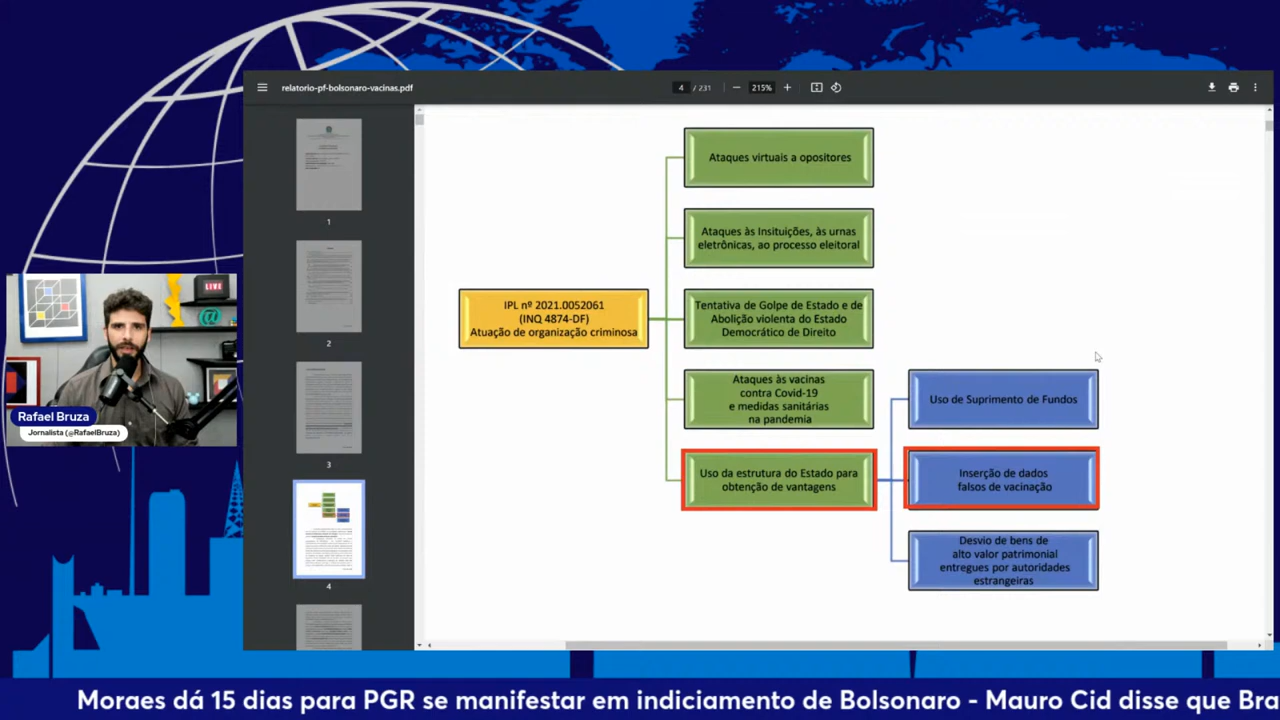 relatorio-pf-bolsonaro-vacinas.pdf
4 / 231
215%
1
2
3
4
Ataques virtuais a opositores
Ataques às Insituições, às urnas
eletrônicas, ao processo eleitoral
IPL nº 2021.0052061
(INQ 4874-DF)
Atuação de organização criminosa
Tentativa de Golpe de Estado e de
Abolição violenta do Estado
Democrático de Direito
Ataques às vacinas
contra Covid-19
e medidas sanitárias
na pandemia
Uso de Suprimento de Fundos
Uso da estrutura do Estado para
obtenção de vantagens
Inserção de dados
falsos de vacinação
Desvio de bens de
alto valor patrimonial
entregues por autoridades
estrangeiras
LIVE
@
Rafael Bruza
Jornalista (@RafaelBruza)
Moraes dá 15 dias para PGR se manifestar em indiciamento de Bolsonaro - Mauro Cid disse que Bra